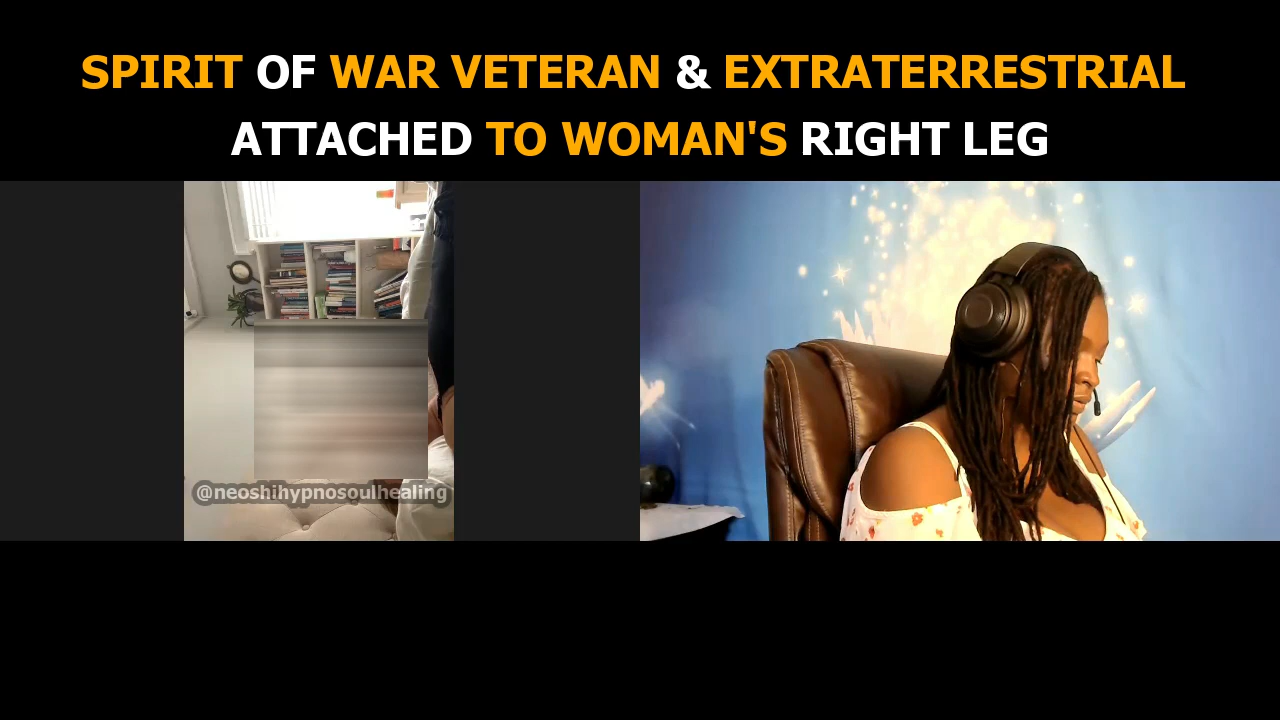 SPIRIT OF WAR VETERAN & EXTRATERRESTRIAL
ATTACHED TO WOMAN'S RIGHT LEG
@neoshihypnosoulhealing